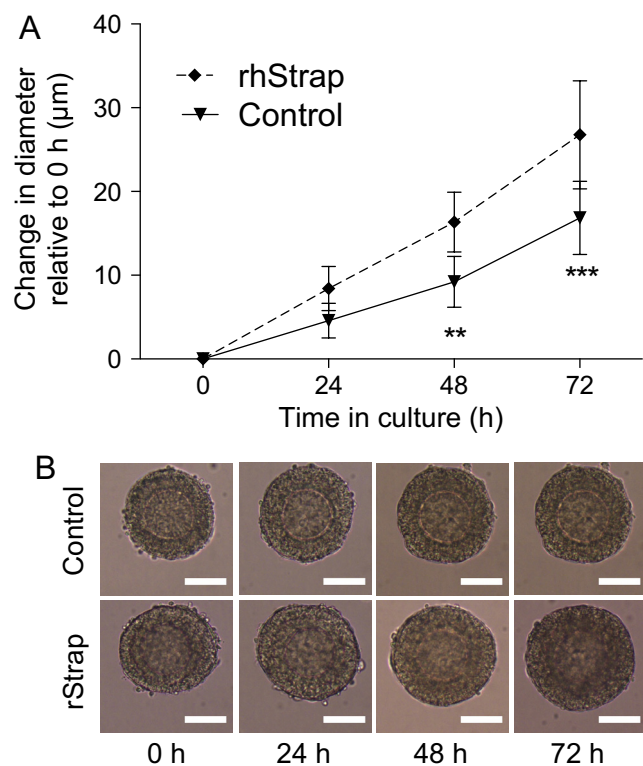 A
Change in diameter
relative to 0 h (µm)
40
30
20
10
0
rhStrap
Control
**
***
0
24
48
72
Time in culture (h)
B
Control
rStrap
0 h
24 h
48 h
72 h